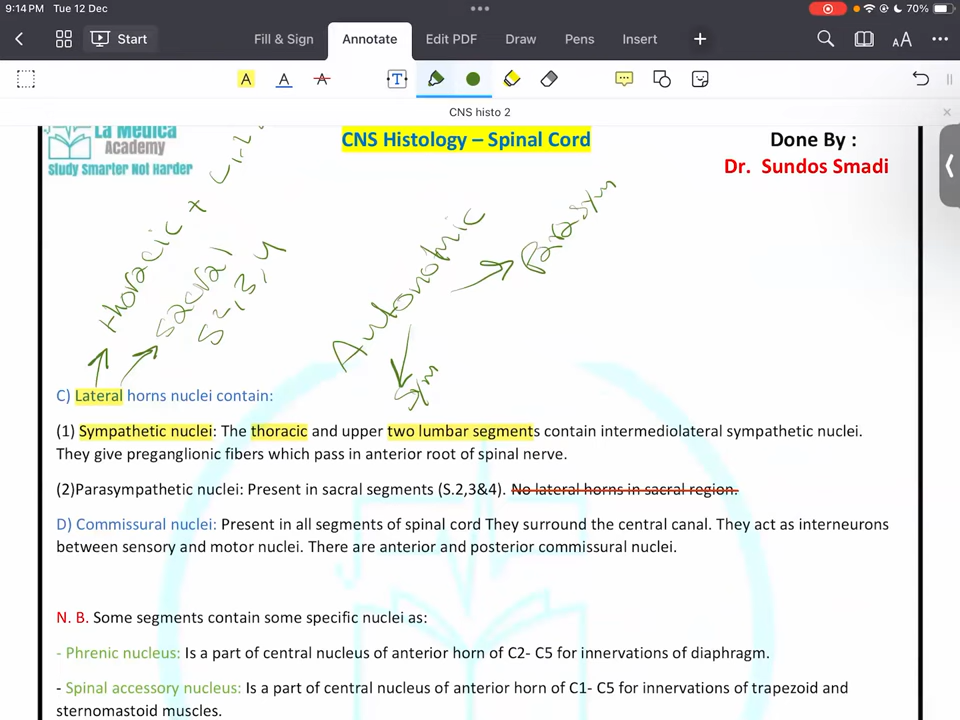 9:14 PM Tue 12 Dec
70%
Start
Fill & Sign
Annotate
Edit PDF
Draw
Pens
Insert
CNS histo 2
La Medica
Academy
Study Smarter Not Harder
CNS Histology – Spinal Cord
Done By :
Dr. Sundos Smadi
thoracic
sacral
S2,3,4
Autonomic
Parasym
Sym
C) Lateral horns nuclei contain:
(1) Sympathetic nuclei: The thoracic and upper two lumbar segments contain intermediolateral sympathetic nuclei.
They give preganglionic fibers which pass in anterior root of spinal nerve.
(2)Parasympathetic nuclei: Present in sacral segments (S.2,3&4). No lateral horns in sacral region.
D) Commissural nuclei: Present in all segments of spinal cord They surround the central canal. They act as interneurons
between sensory and motor nuclei. There are anterior and posterior commissural nuclei.
N. B. Some segments contain some specific nuclei as:
- Phrenic nucleus: Is a part of central nucleus of anterior horn of C2- C5 for innervations of diaphragm.
- Spinal accessory nucleus: Is a part of central nucleus of anterior horn of C1- C5 for innervations of trapezoid and
sternomastoid muscles.